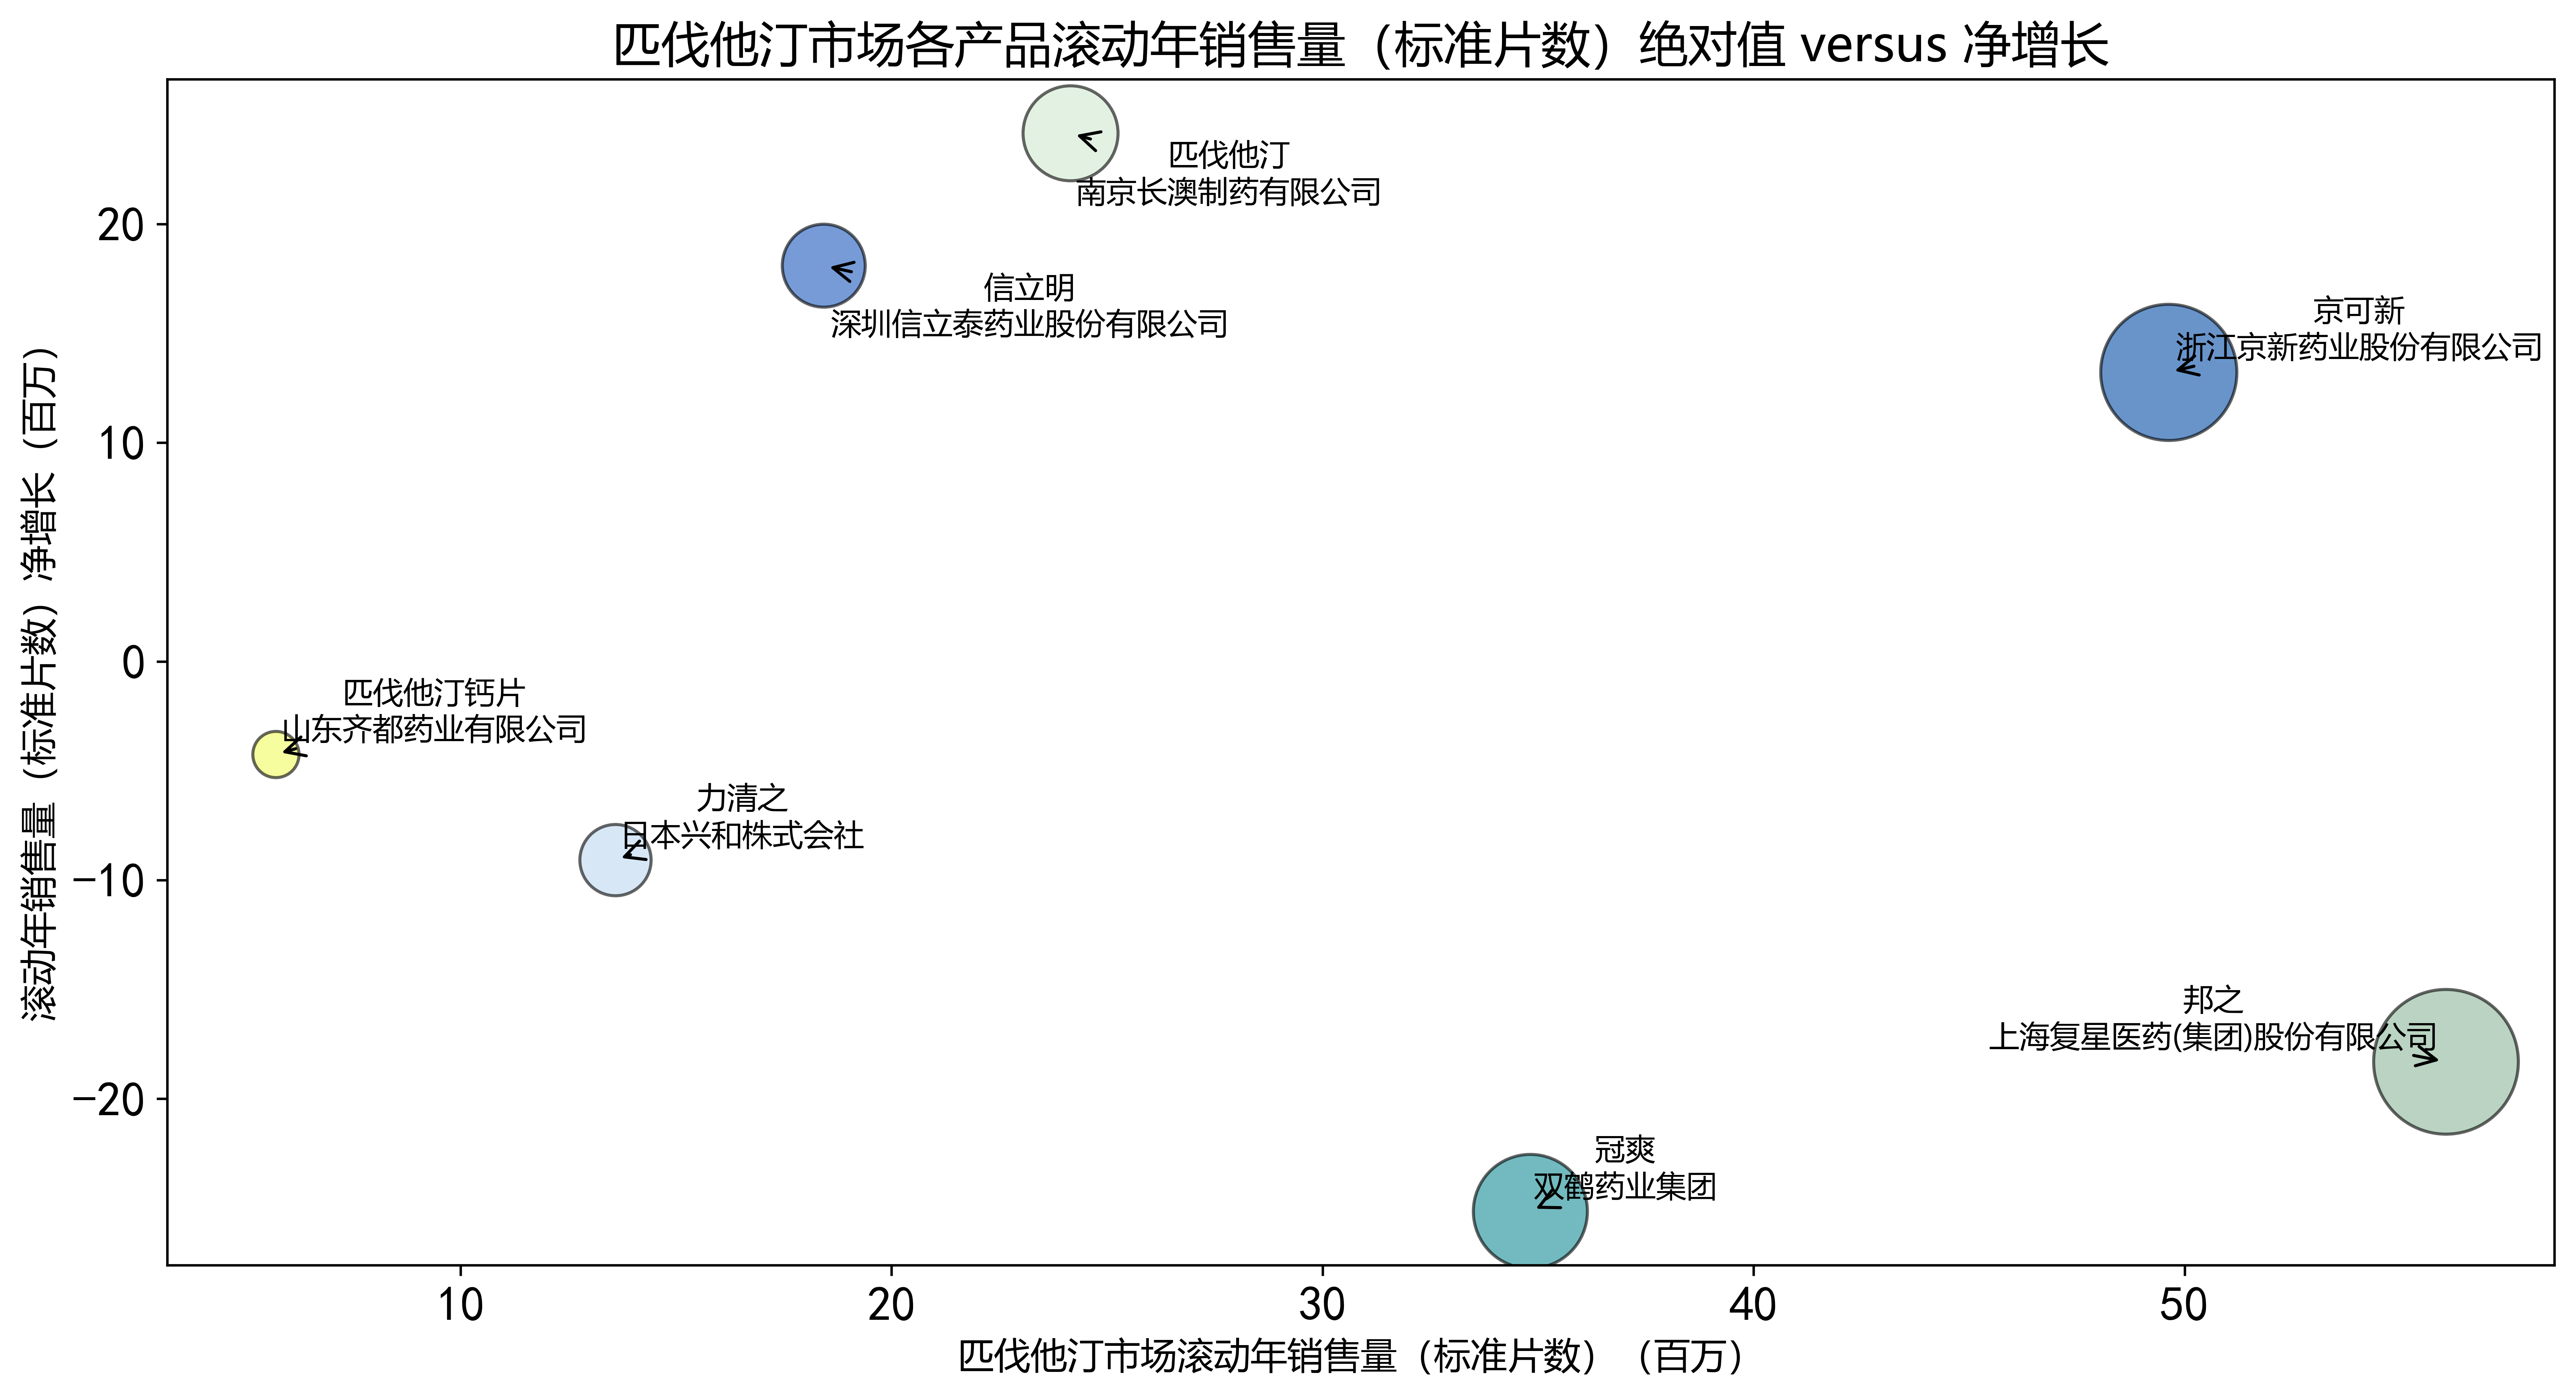 匹伐他汀市场各产品滚动年销售量（标准片数）绝对值 versus 净增长
滚动年销售量（标准片数）净增长（百万）
20
10
0
−10
−20
匹伐他汀
南京长澳制药有限公司
信立明
深圳信立泰药业股份有限公司
京可新
浙江京新药业股份有限公司
匹伐他汀钙片
山东齐都药业有限公司
力清之
日本兴和株式会社
邦之
上海复星医药(集团)股份有限公司
冠爽
双鹤药业集团
10
20
30
40
50
匹伐他汀市场滚动年销售量（标准片数）（百万）